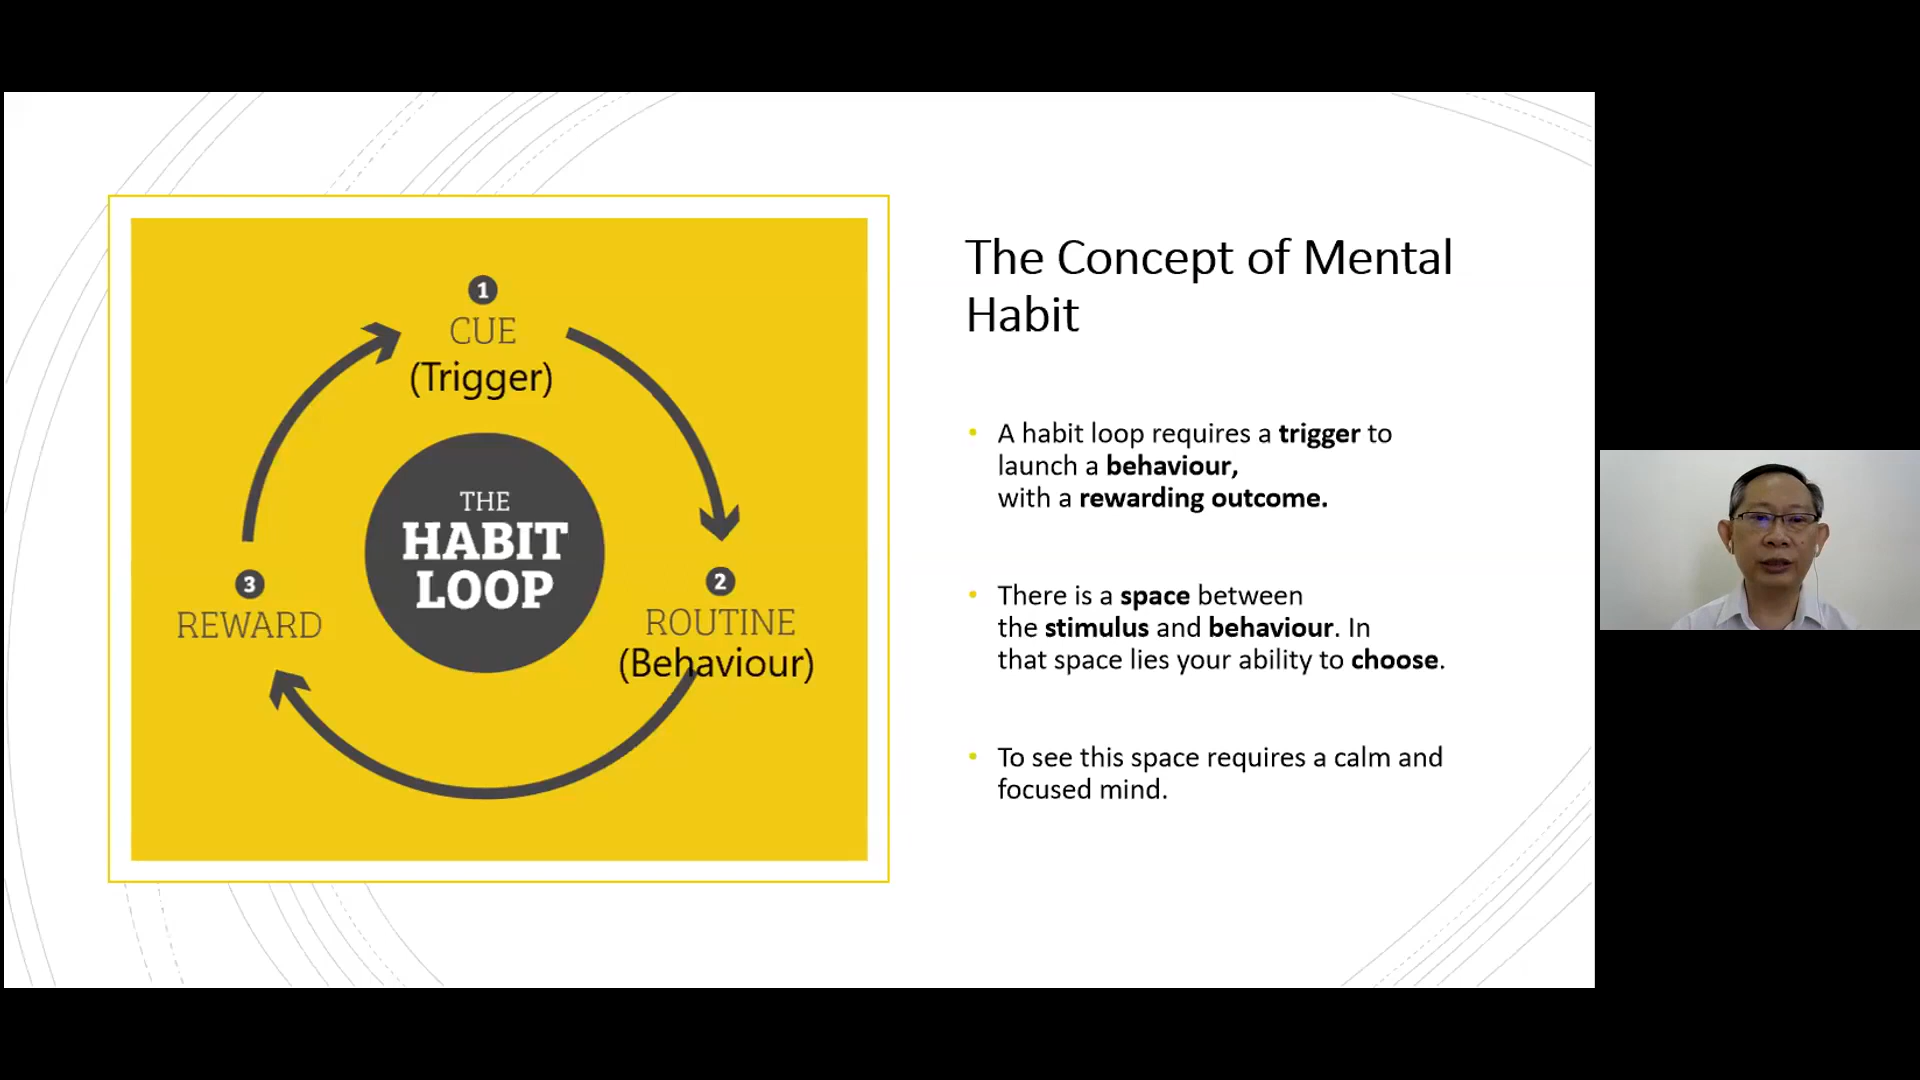 1
CUE
(Trigger)
THE
HABIT
LOOP
3
REWARD
2
ROUTINE
(Behaviour)
The Concept of Mental
Habit
• A habit loop requires a trigger to
launch a behaviour,
with a rewarding outcome.
• There is a space between
the stimulus and behaviour. In
that space lies your ability to choose.
• To see this space requires a calm and
focused mind.